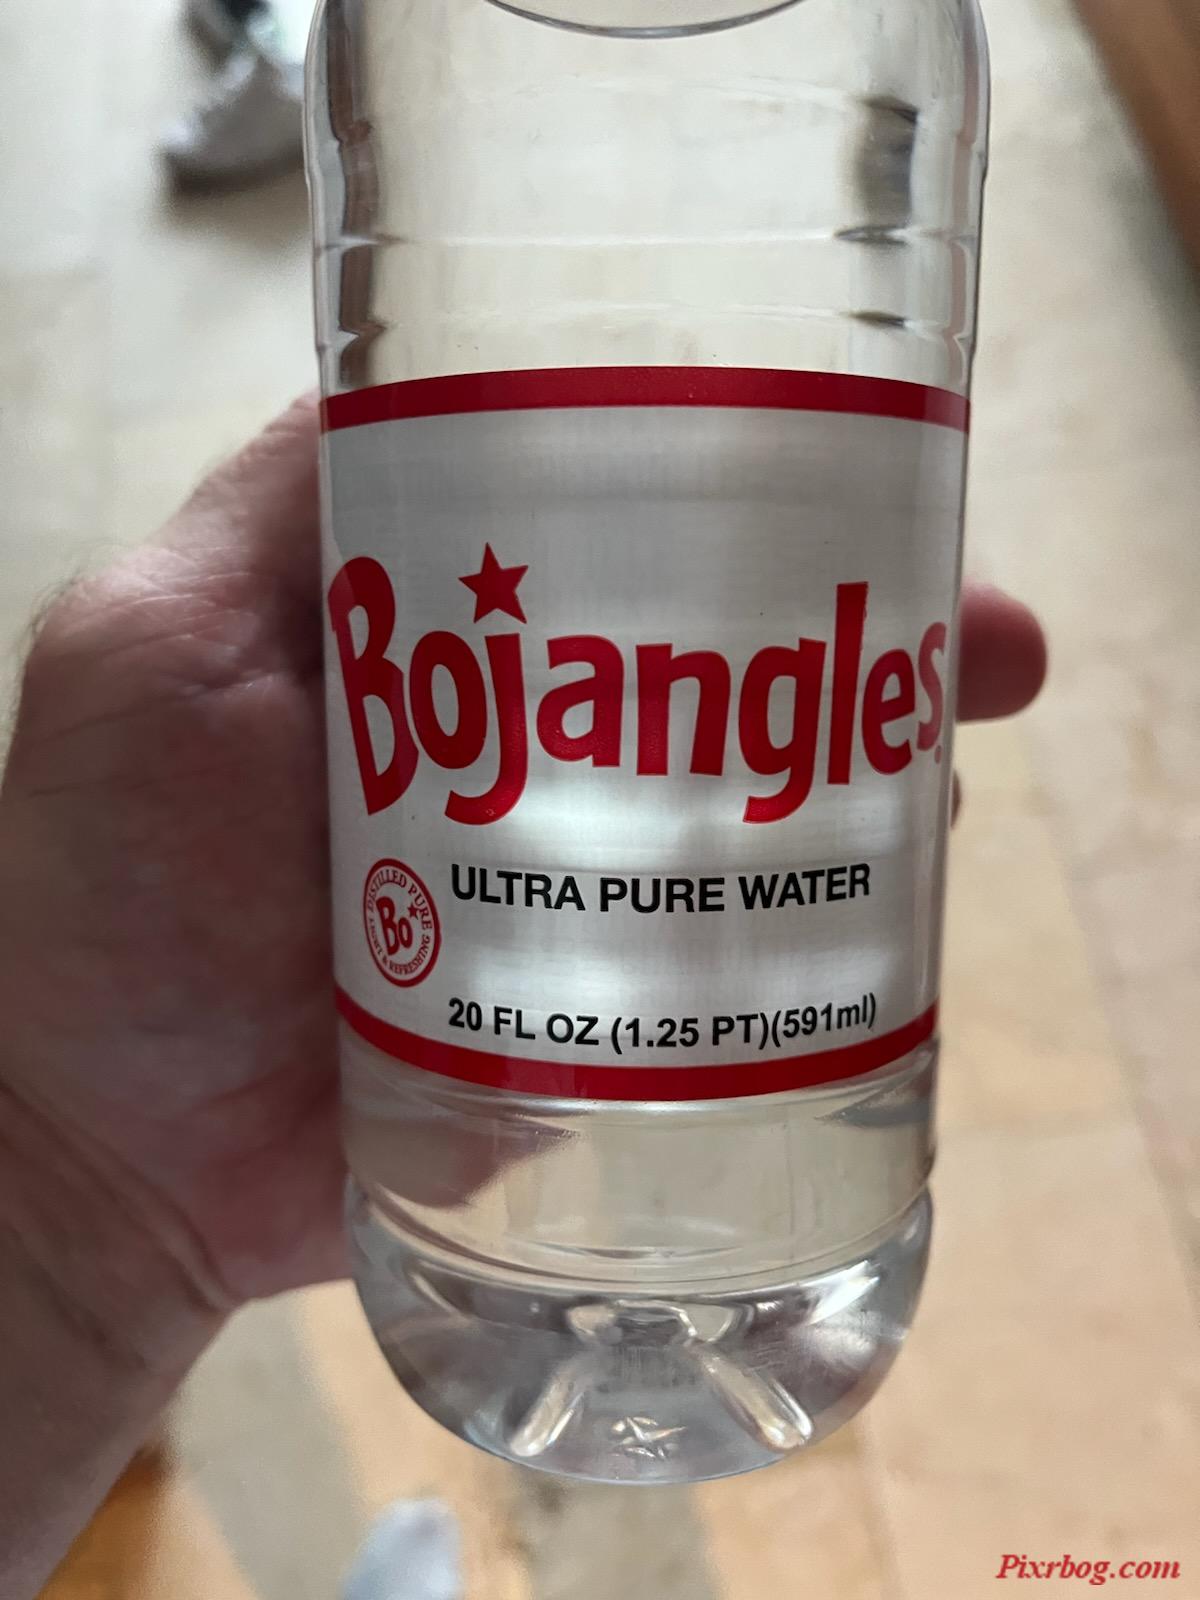 Bojangles
ULTRA PURE WATER
DISTILLED PURE
Bo
LIGHT & REFRESHING
20 FL OZ (1.25 PT)(591ml)
Pixrbog.com